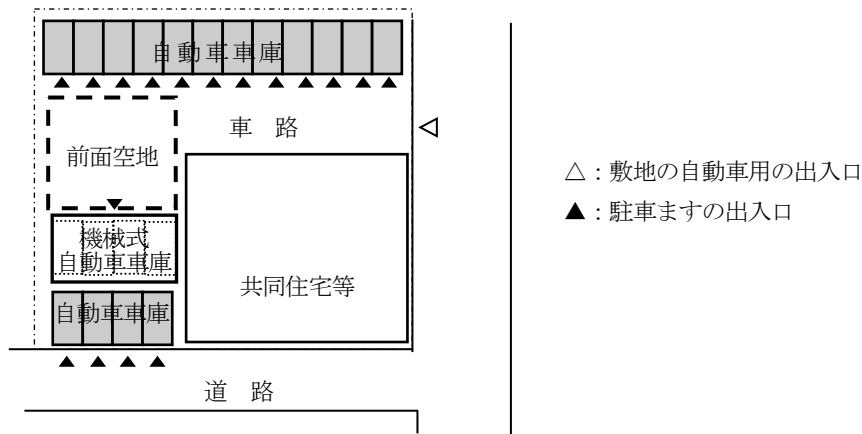 自動車車庫
車 路
前面空地
機械式
自動車車庫
共同住宅等
自動車車庫
道 路
△：敷地の自動車用の出入口
▲：駐車ますの出入口